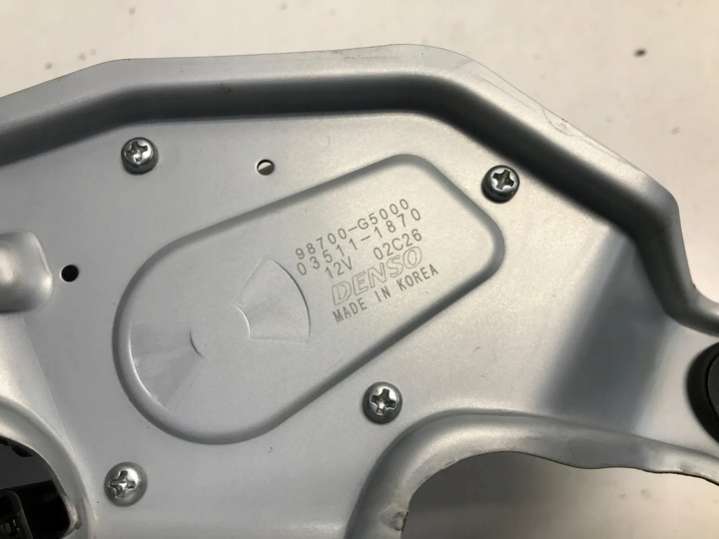 98700-G5000
03511-1870
12V 02C26
DENSO
MADE IN KOREA